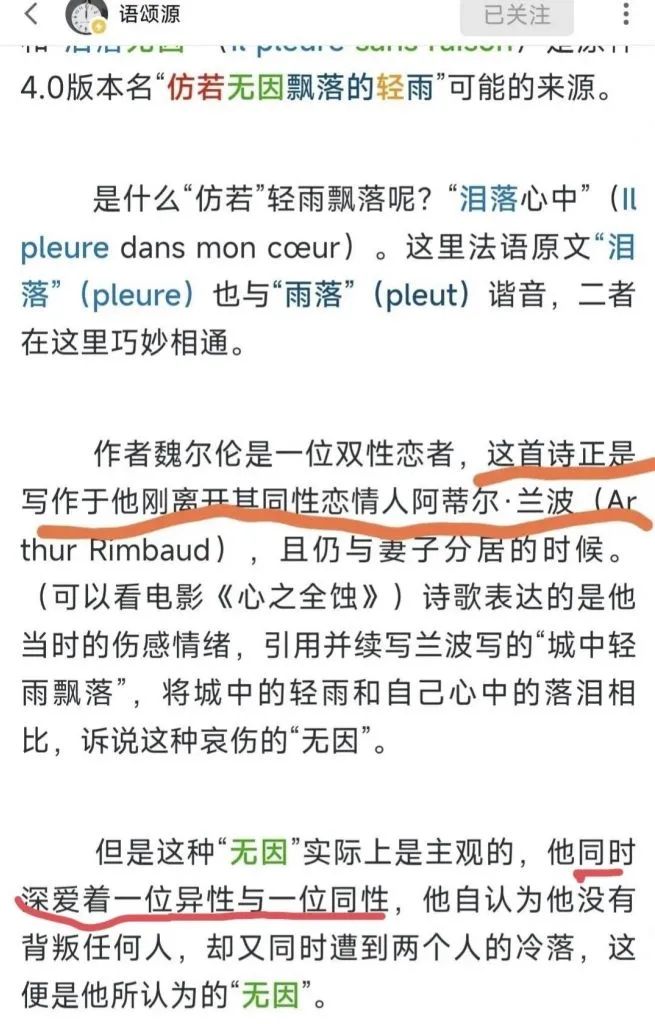 语颂源
已关注
和“泪落无因”（Il pleure sans raison）是原神
4.0版本名“仿若无因飘落的轻雨”可能的来源。
是什么“仿若”轻雨飘落呢？“泪落心中”（Il
pleure dans mon cœur）。这里法语原文“泪
落”（pleure）也与“雨落”（pleut）谐音，二者
在这里巧妙相通。
作者魏尔伦是一位双性恋者，这首诗正是
写作于他刚离开其同性恋情人阿蒂尔·兰波（Ar
thur Rimbaud），且仍与妻子分居的时候。
（可以看电影《心之全蚀》）诗歌表达的是他
当时的伤感情绪，引用并续写兰波写的“城中轻
雨飘落”，将城中的轻雨和自己心中的落泪相
比，诉说这种哀伤的“无因”。
但是这种“无因”实际上是主观的，他同时
深爱着一位异性与一位同性，他自认为他没有
背叛任何人，却又同时遭到两个人的冷落，这
便是他所认为的“无因”。